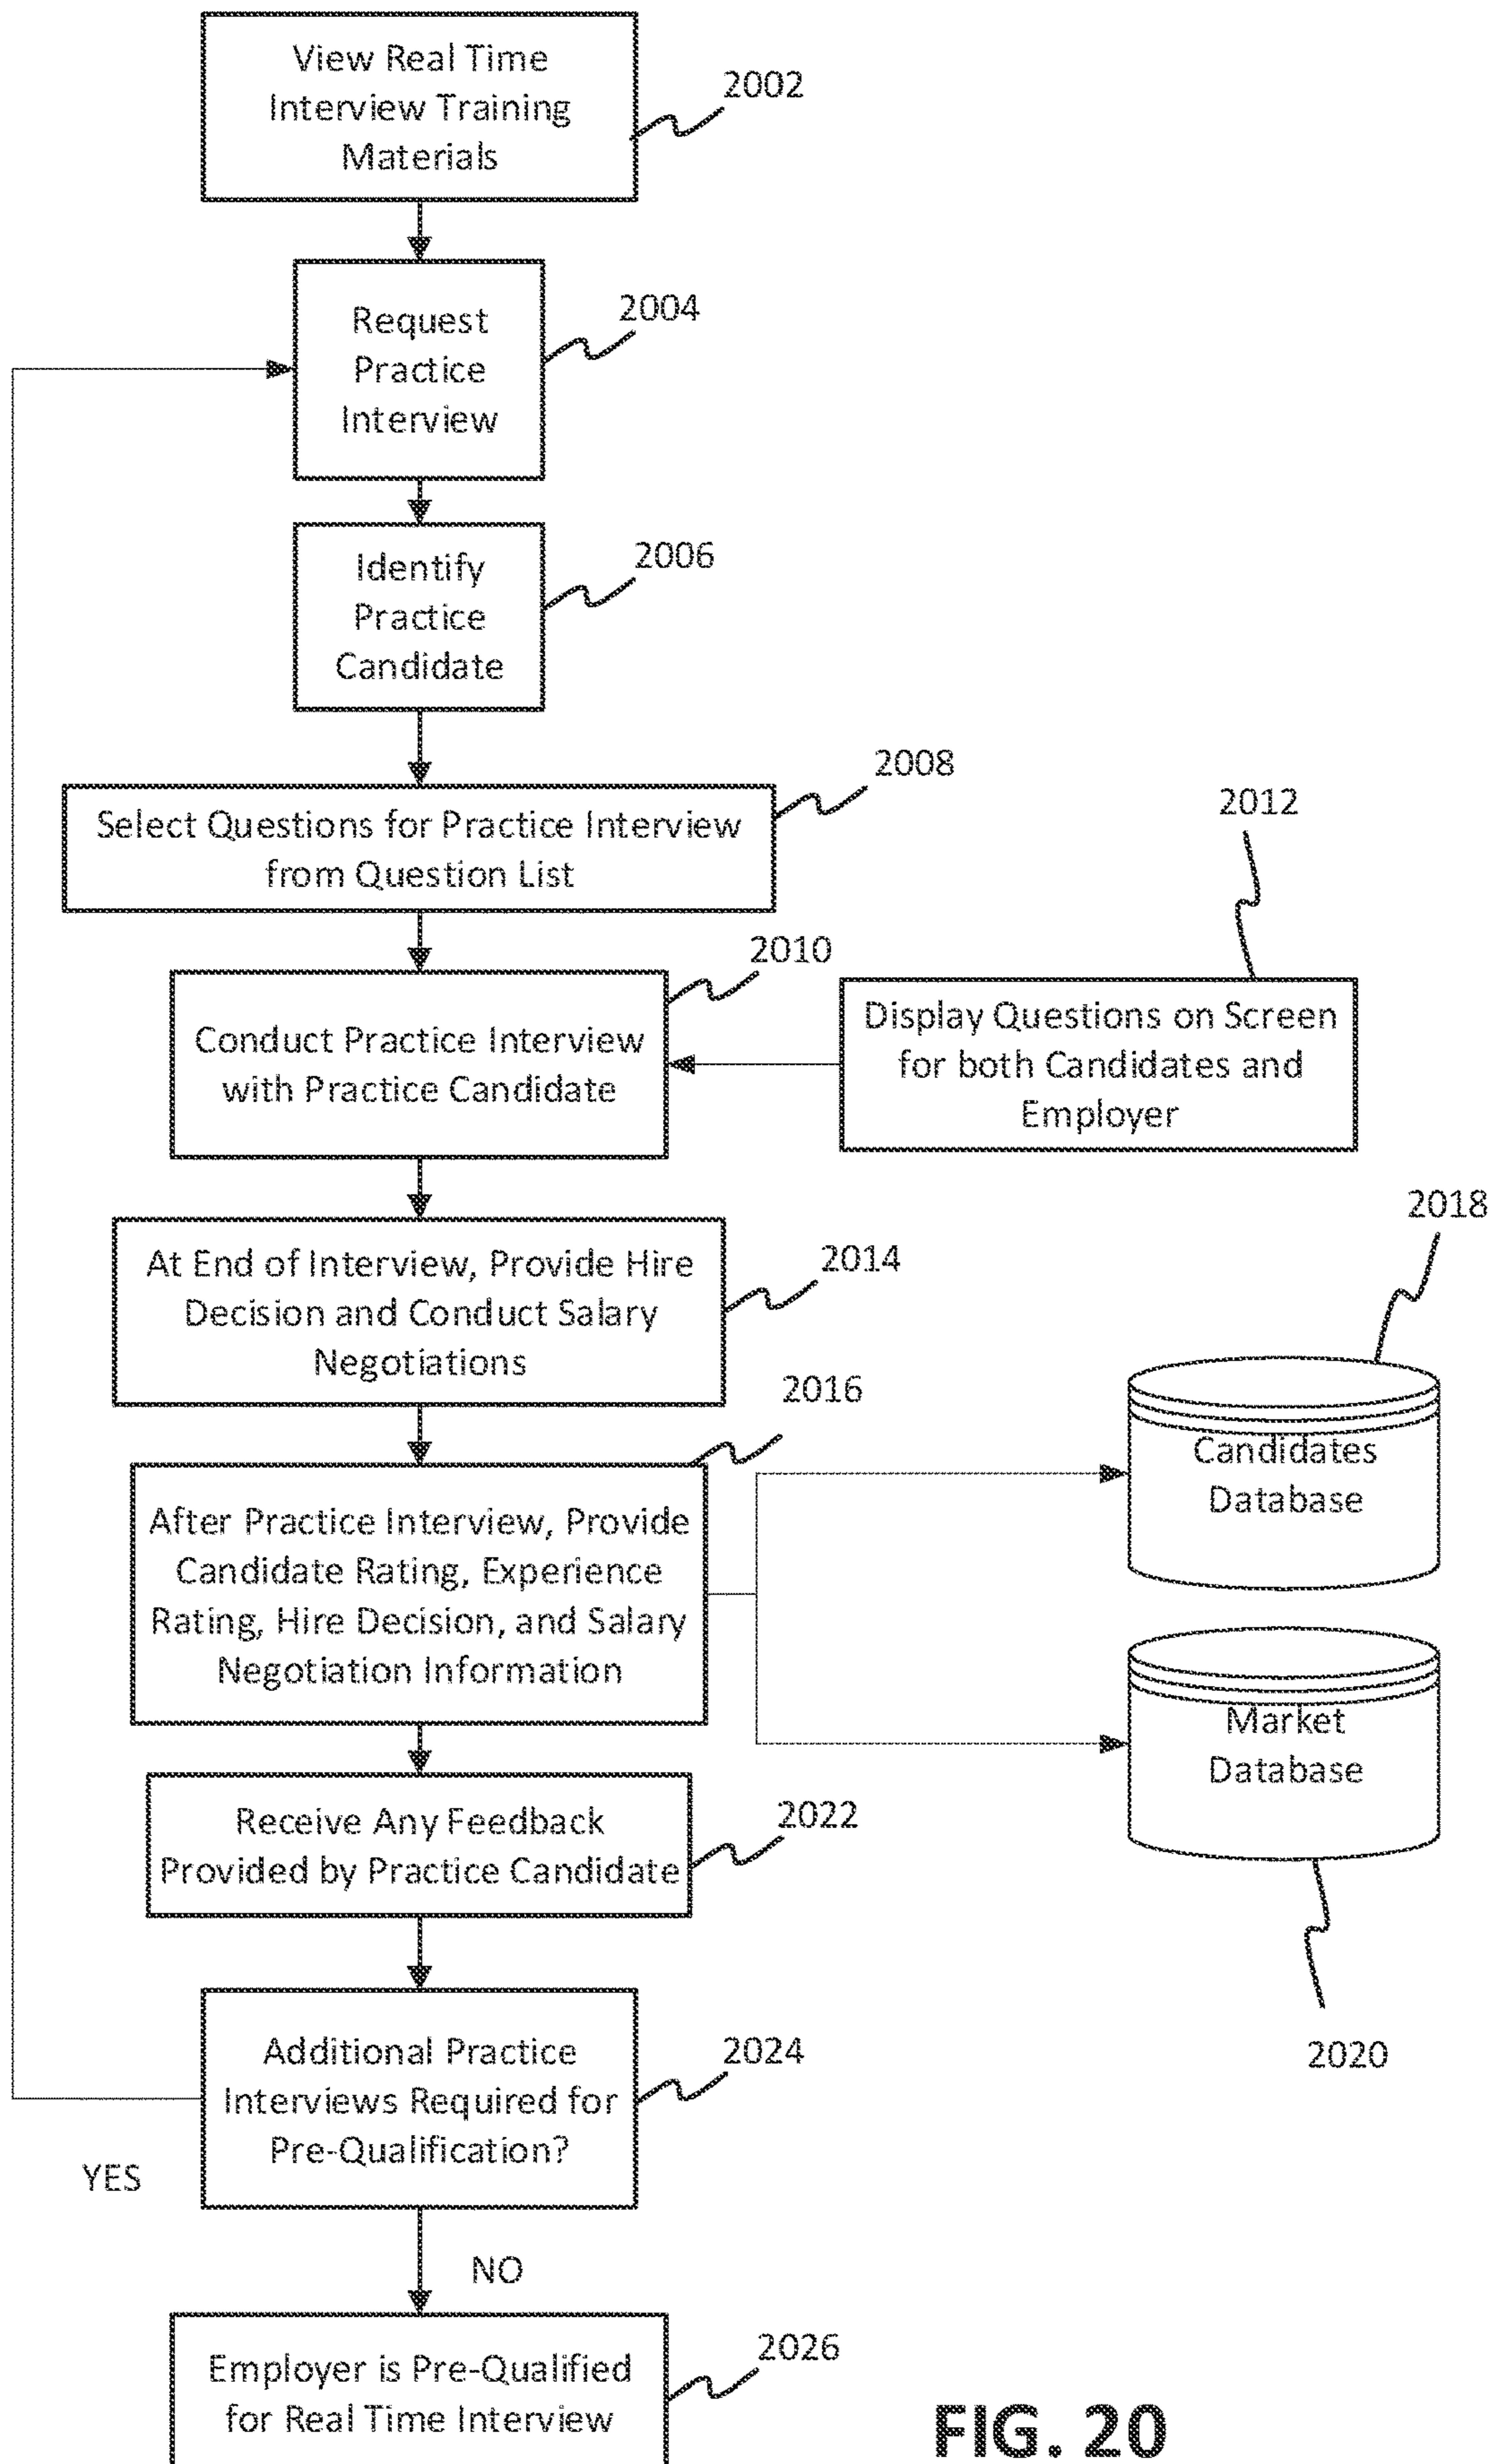 View Real Time
Interview Training
Materials
2002
Request
Practice
Interview
2004
Identify
Practice
Candidate
2006
Select Questions for Practice Interview
from Question List
2008
Conduct Practice Interview
with Practice Candidate
2010
Display Questions on Screen
for both Candidates and
Employer
2012
At End of Interview, Provide Hire
Decision and Conduct Salary
Negotiations
2014
After Practice Interview, Provide
Candidate Rating, Experience
Rating, Hire Decision, and Salary
Negotiation Information
2016
Candidates
Database
2018
Market
Database
2020
Receive Any Feedback
Provided by Practice Candidate
2022
Additional Practice
Interviews Required for
Pre-Qualification?
2024
YES
NO
Employer is Pre-Qualified
for Real Time Interview
2026
FIG. 20